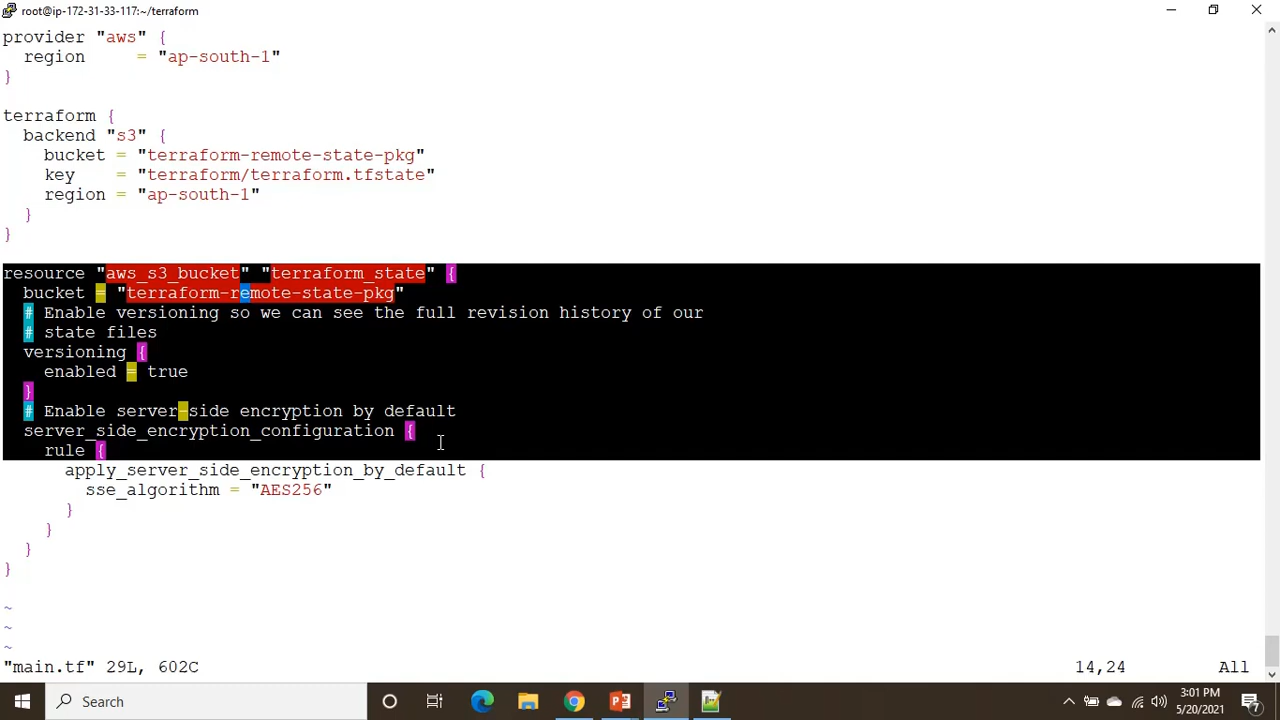 root@ip-172-31-33-117:~/terraform
provider "aws" {
  region     = "ap-south-1"
}
terraform {
  backend "s3" {
    bucket = "terraform-remote-state-pkg"
    key    = "terraform/terraform.tfstate"
    region = "ap-south-1"
  }
}
resource "aws_s3_bucket" "terraform_state" {
  bucket = "terraform-remote-state-pkg"
  # Enable versioning so we can see the full revision history of our
  # state files
  versioning {
    enabled = true
  }
  # Enable server-side encryption by default
  server_side_encryption_configuration {
    rule {
      apply_server_side_encryption_by_default {
        sse_algorithm = "AES256"
      }
    }
  }
}
~
~
~
"main.tf" 29L, 602C 14,24 All
Search
3:01 PM
5/20/2021
7